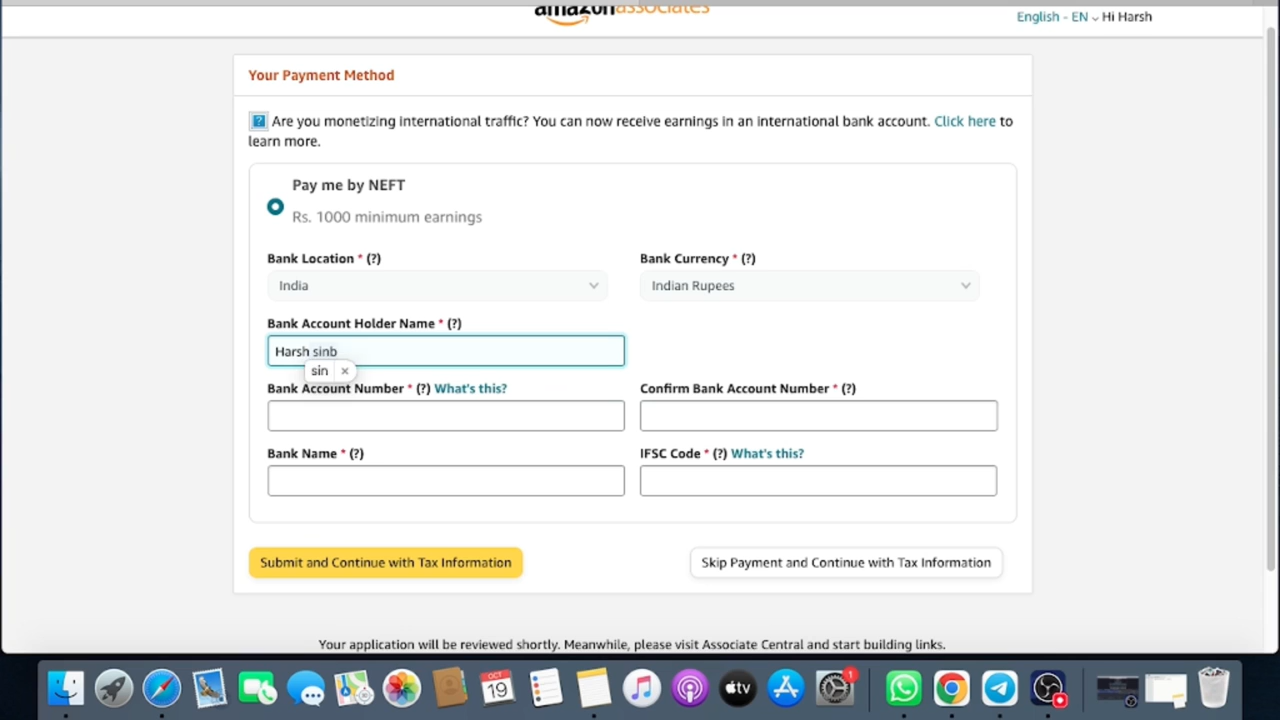 amazon associates
English - EN Hi Harsh
Your Payment Method
? Are you monetizing international traffic? You can now receive earnings in an international bank account. Click here to
learn more.
Pay me by NEFT
Rs. 1000 minimum earnings
Bank Location * (?)
Bank Currency * (?)
India
Indian Rupees
Bank Account Holder Name * (?)
Harsh sinb
sin ×
Bank Account Number * (?) What's this?
Confirm Bank Account Number * (?)
Bank Name * (?)
IFSC Code * (?) What's this?
Submit and Continue with Tax Information
Skip Payment and Continue with Tax Information
Your application will be reviewed shortly. Meanwhile, please visit Associate Central and start building links.
OCT
19
tv
1